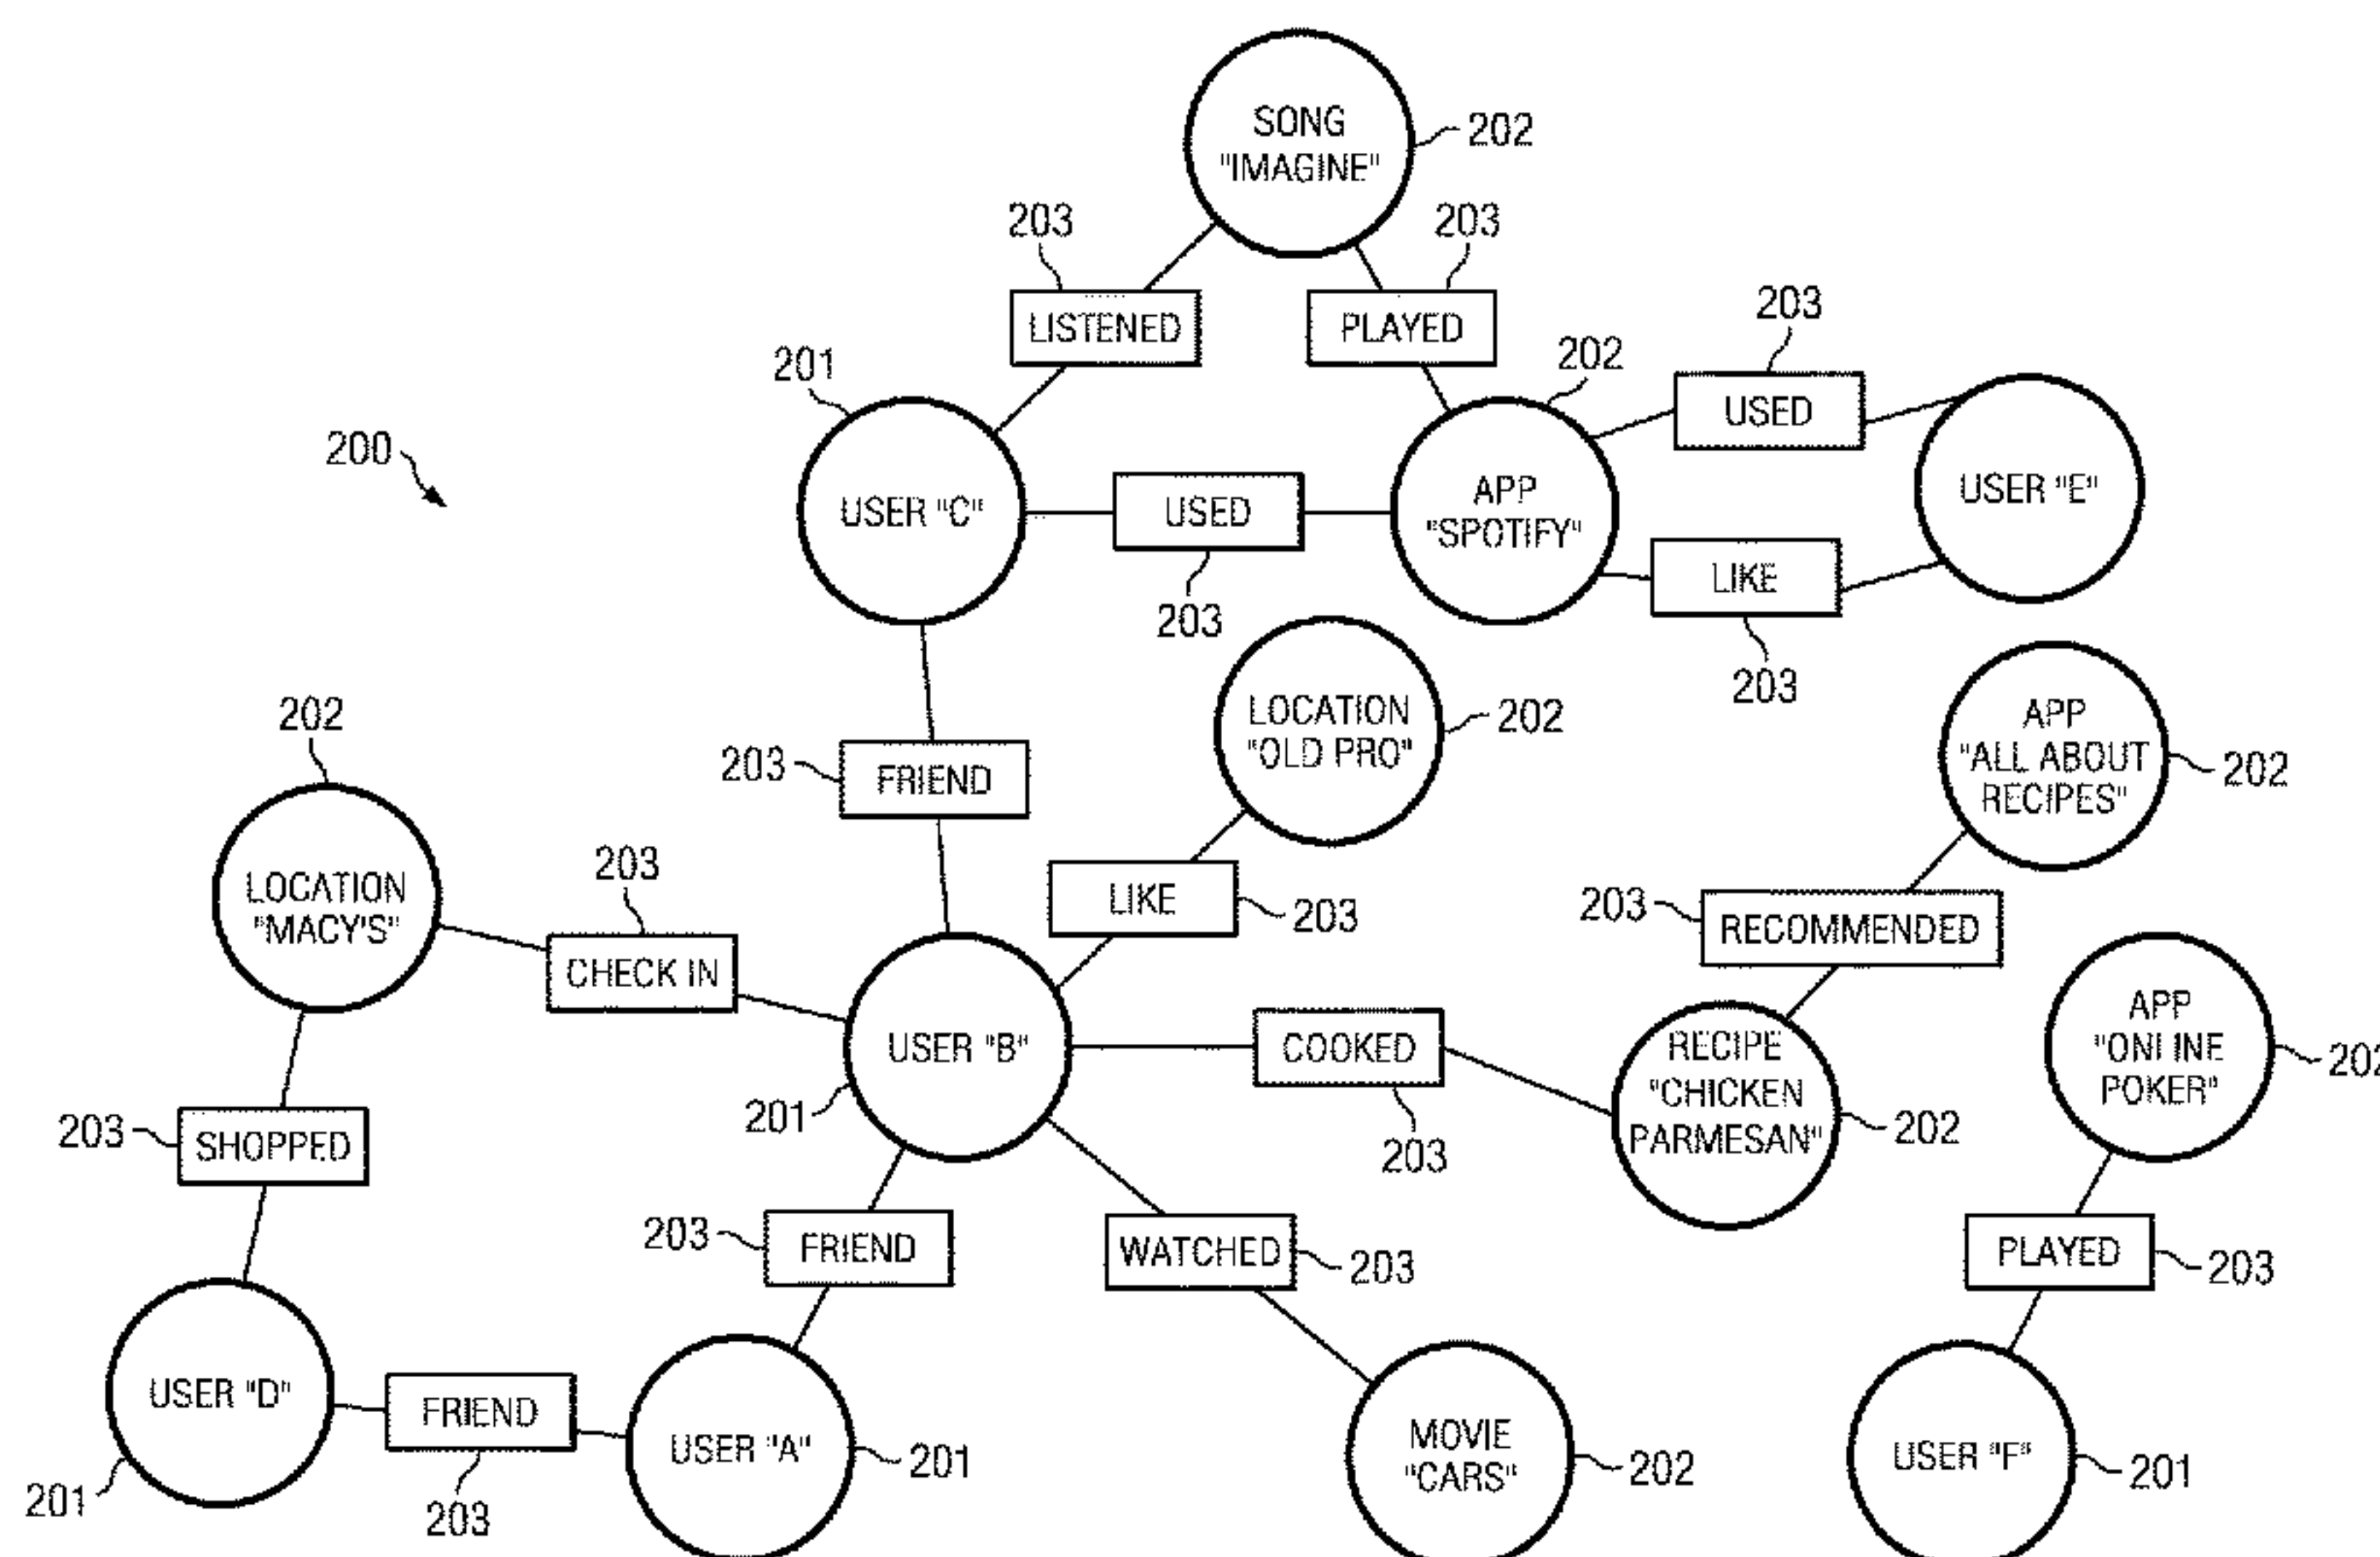 SONG
"IMAGINE"
202
203
203
LISTENED
PLAYED
203
202
201
USED
200
USER "C"
USED
APP
"SPOTIFY"
USER "E"
LIKE
203
203
202
LOCATION
"OLD PRO"
202
APP
"ALL ABOUT
RECIPES"
202
203
FRIEND
LOCATION
"MACY'S"
203
LIKE
203
203
RECOMMENDED
CHECK IN
USER "B"
201
COOKED
203
RECIPE
"CHICKEN
PARMESAN"
202
APP
"ONLINE
POKER"
203
SHOPPED
203
FRIEND
WATCHED
203
PLAYED
203
USER "D"
201
FRIEND
203
USER "A"
201
MOVIE
"CARS"
202
USER "F"
201